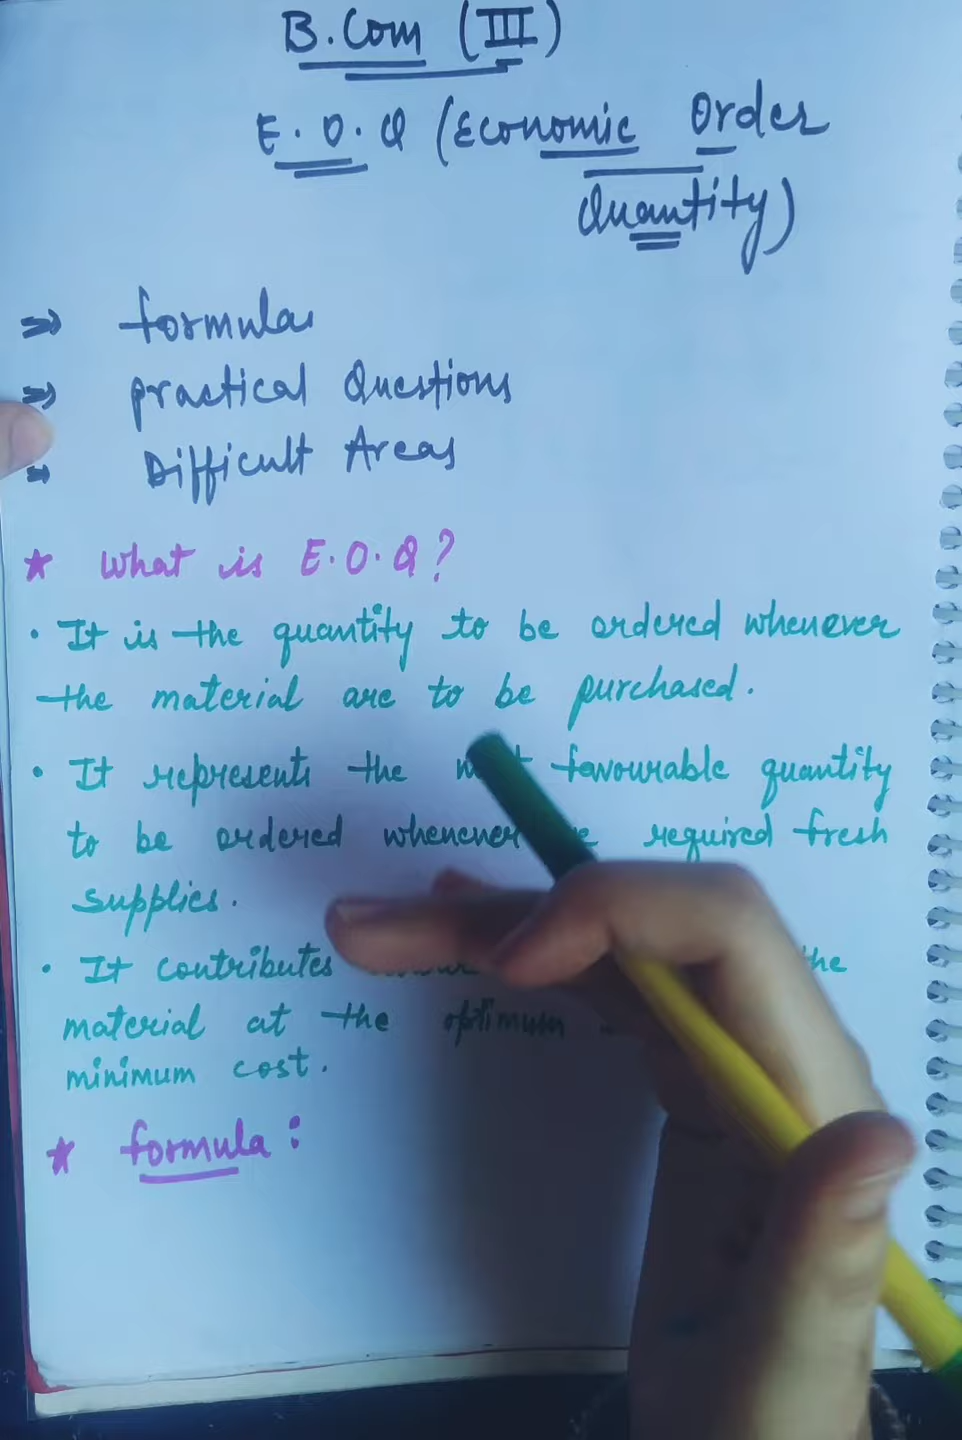 B.Com (III)
E.O.Q (Economic Order
Quantity)
⇒ formulas
⇒ practical Questions
⇒ Difficult Areas
★ What is E.O.Q?
• It is the quantity to be ordered whenever
the material are to be purchased.
• It represents the favourable quantity
to be ordered whenever required fresh
supplies.
• It contributes the
material at the optimum
minimum cost.
★ formula: